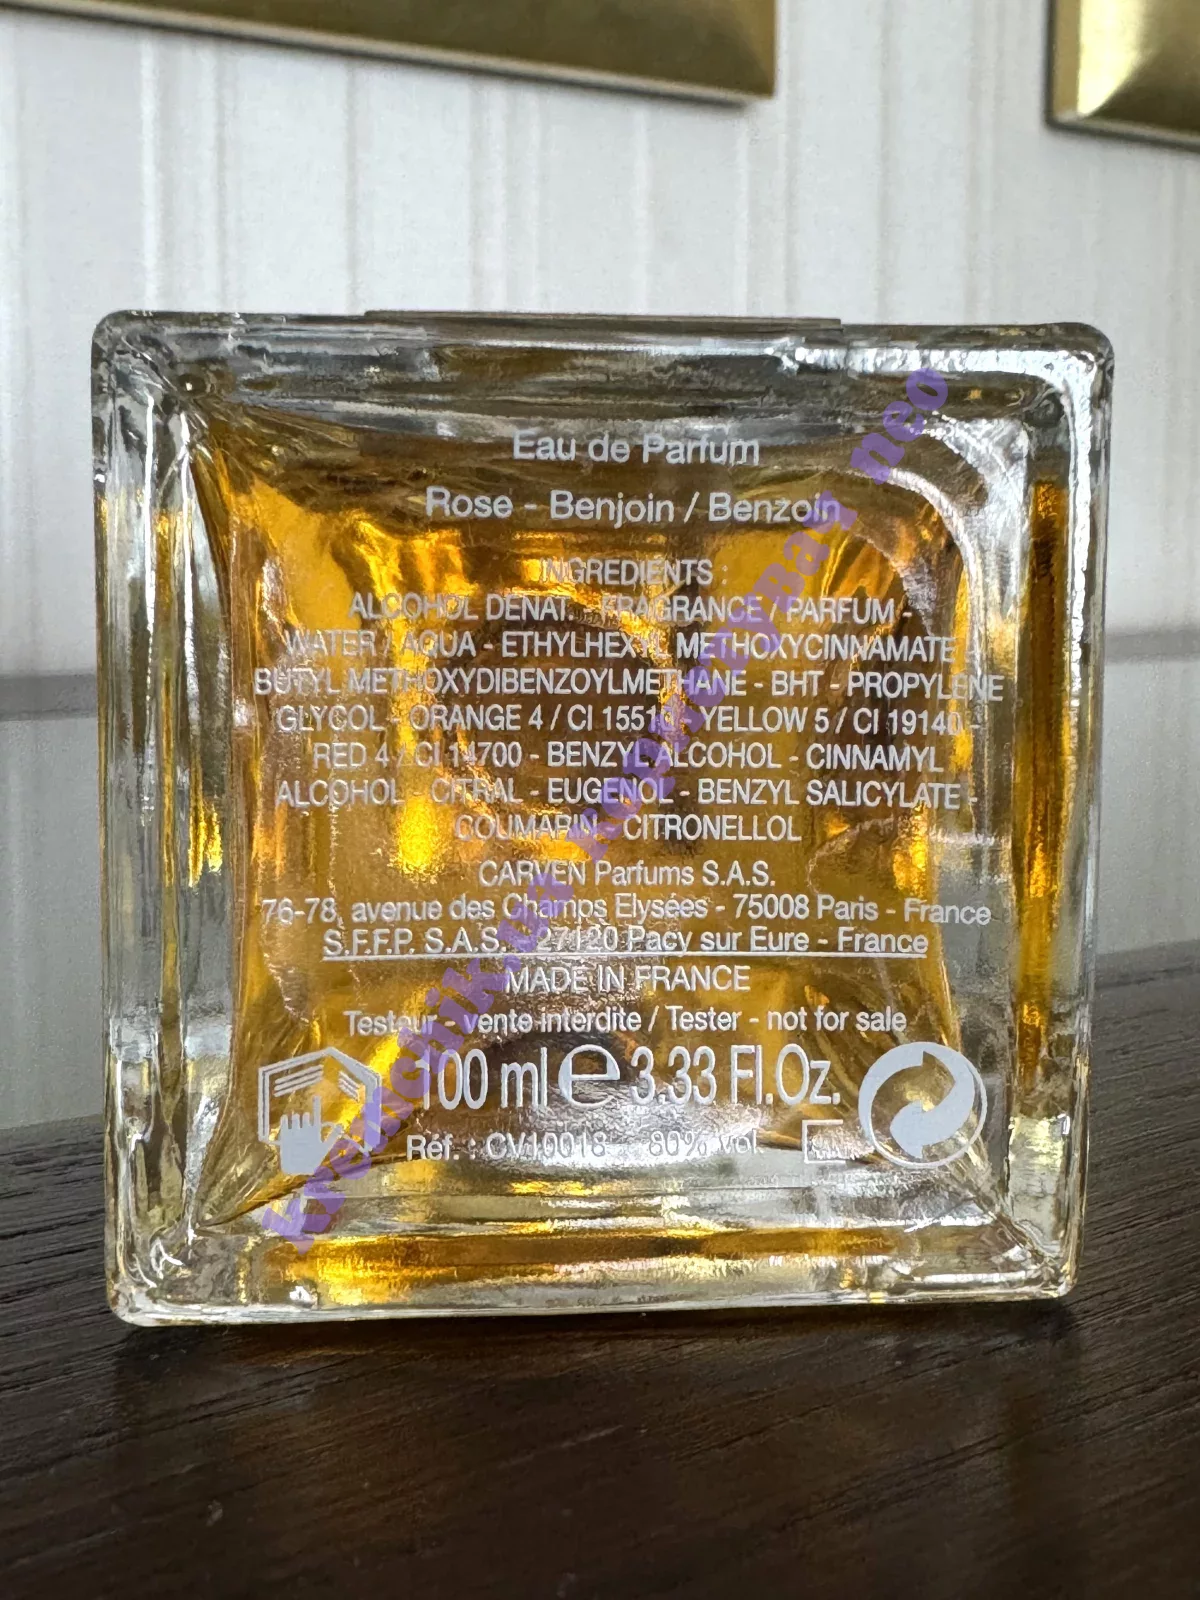 Eau de Parfum
Rose - Benjoin / Benzoin
INGREDIENTS :
ALCOHOL DENAT. - FRAGRANCE / PARFUM -
WATER / AQUA - ETHYLHEXYL METHOXYCINNAMATE -
BUTYL METHOXYDIBENZOYLMETHANE - BHT - PROPYLENE
GLYCOL - ORANGE 4 / CI 15510 - YELLOW 5 / CI 19140 -
RED 4 / CI 14700 - BENZYL ALCOHOL - CINNAMYL
ALCOHOL - CITRAL - EUGENOL - BENZYL SALICYLATE -
COUMARIN - CITRONELLOL
CARVEN Parfums S.A.S.
76-78, avenue des Champs Elysées - 75008 Paris - France
S.F.F.P. S.A.S. - 27120 Pacy sur Eure - France
MADE IN FRANCE
Testeur - vente interdite / Tester - not for sale
100 ml e 3.33 Fl.Oz.
Réf. : CV10018 80% vol.
neo